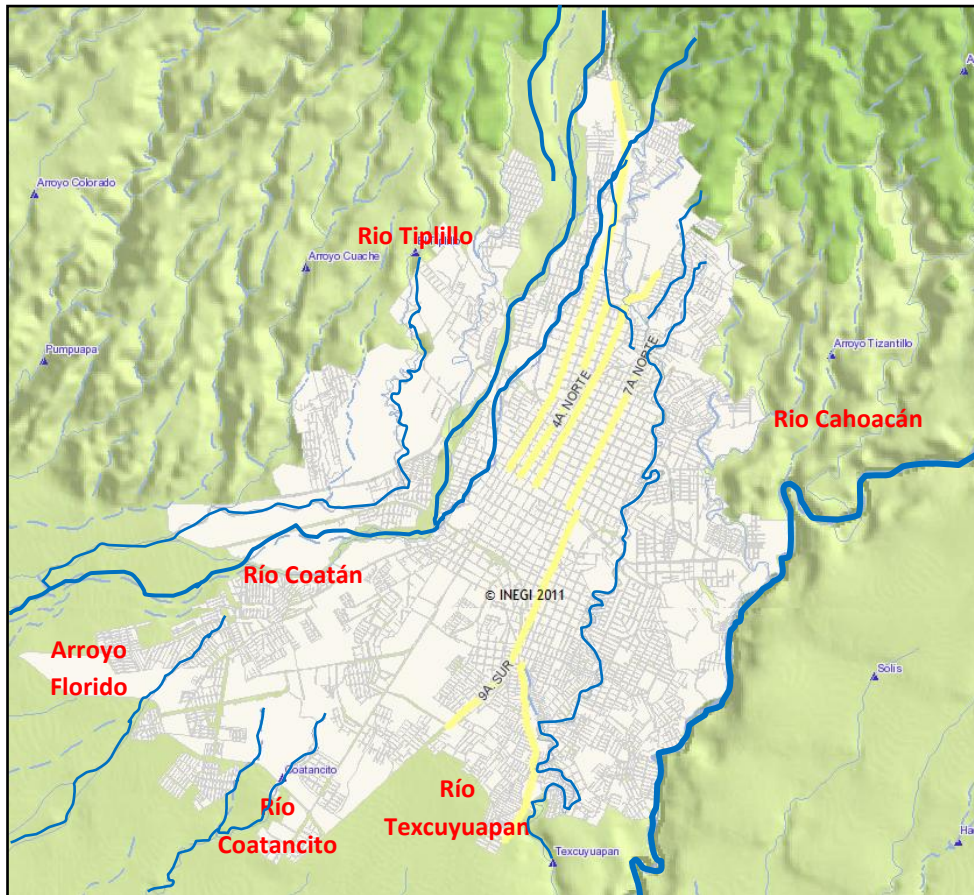 Arroyo Colorado
Rio Tiplillo
Arroyo Cuache
Pumpuapa
Arroyo Tizantillo
4A. NORTE
7A. NORTE
Rio Cahoacán
Río Coatán
© INEGI 2011
Arroyo
Florido
Solis
9A. SUR
Coatancito
Río
Coatancito
Río
Texcuyuapan
Texcuyuapan